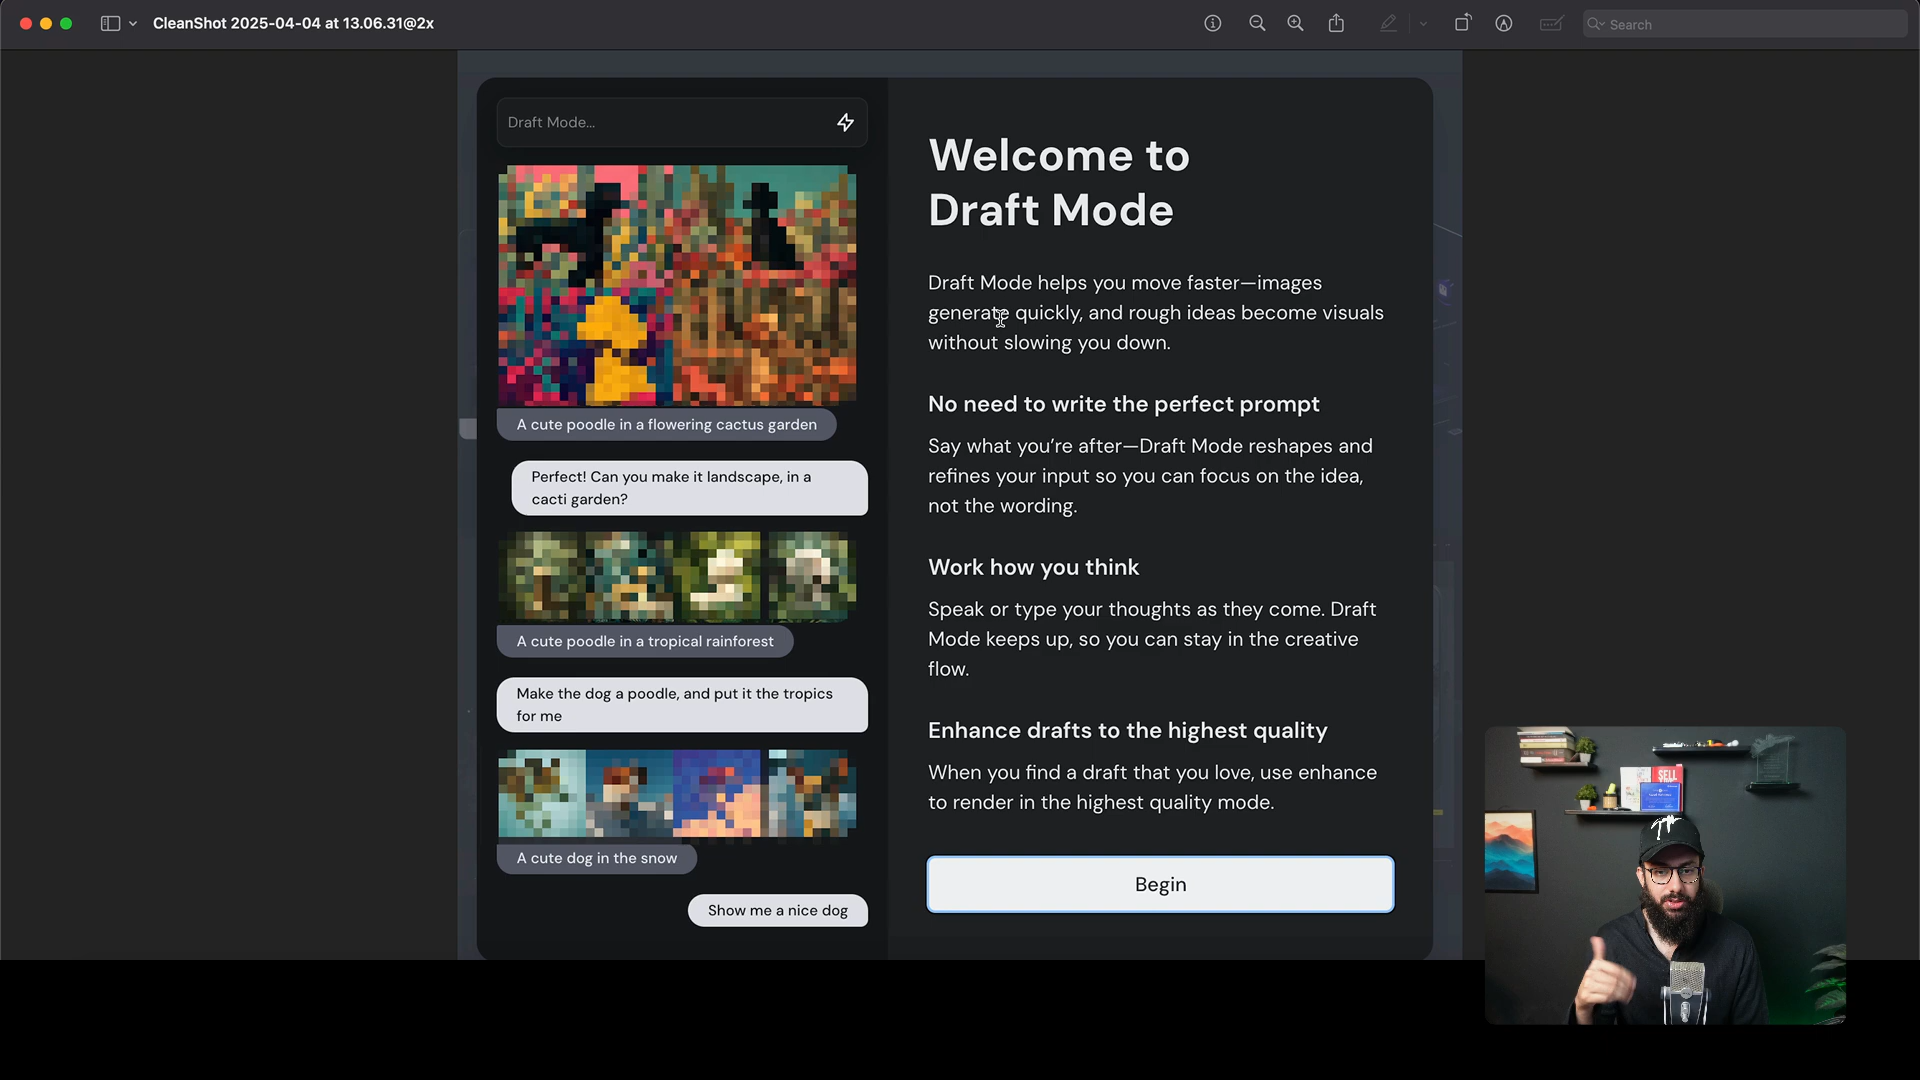 CleanShot 2025-04-04 at 13.06.31@2x
Search
Draft Mode...
A cute poodle in a flowering cactus garden
Perfect! Can you make it landscape, in a
cacti garden?
A cute poodle in a tropical rainforest
Make the dog a poodle, and put it the tropics
for me
A cute dog in the snow
Show me a nice dog
Welcome to
Draft Mode
Draft Mode helps you move faster—images
generate quickly, and rough ideas become visuals
without slowing you down.
No need to write the perfect prompt
Say what you’re after—Draft Mode reshapes and
refines your input so you can focus on the idea,
not the wording.
Work how you think
Speak or type your thoughts as they come. Draft
Mode keeps up, so you can stay in the creative
flow.
Enhance drafts to the highest quality
When you find a draft that you love, use enhance
to render in the highest quality mode.
Begin
SELL